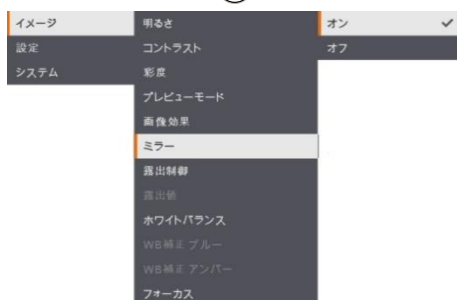 イメージ
設定
システム
明るさ
コントラスト
彩度
プレビューモード
画像効果
ミラー
露出制御
露出値
ホワイトバランス
WB補正 ブルー
WB補正 アンバー
フォーカス
オン
オフ